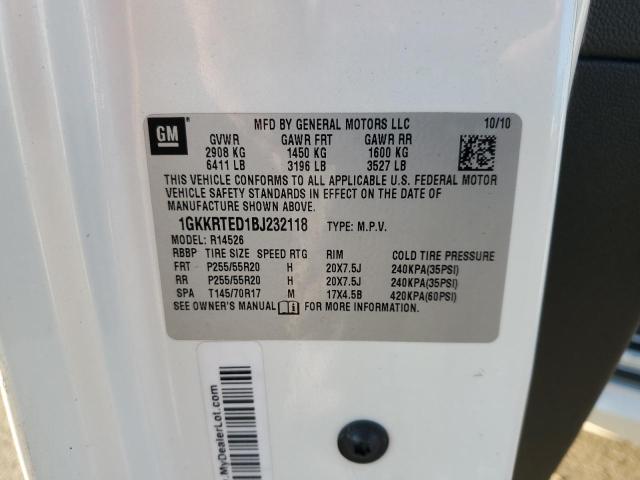 GM
MFD BY GENERAL MOTORS LLC 10/10
GVWR GAWR FRT GAWR RR
2908 KG 1450 KG 1600 KG
6411 LB 3196 LB 3527 LB
THIS VEHICLE CONFORMS TO ALL APPLICABLE U.S. FEDERAL MOTOR
VEHICLE SAFETY STANDARDS IN EFFECT ON THE DATE OF
MANUFACTURE SHOWN ABOVE.
1GKKRTED1BJ232118 TYPE: M.P.V.
MODEL: R14526
RBBP TIRE SIZE SPEED RTG RIM COLD TIRE PRESSURE
FRT P255/55R20 H 20X7.5J 240KPA(35PSI)
RR P255/55R20 H 20X7.5J 240KPA(35PSI)
SPA T145/70R17 M 17X4.5B 420KPA(60PSI)
SEE OWNER'S MANUAL FOR MORE INFORMATION.
.MyDealerLot.com